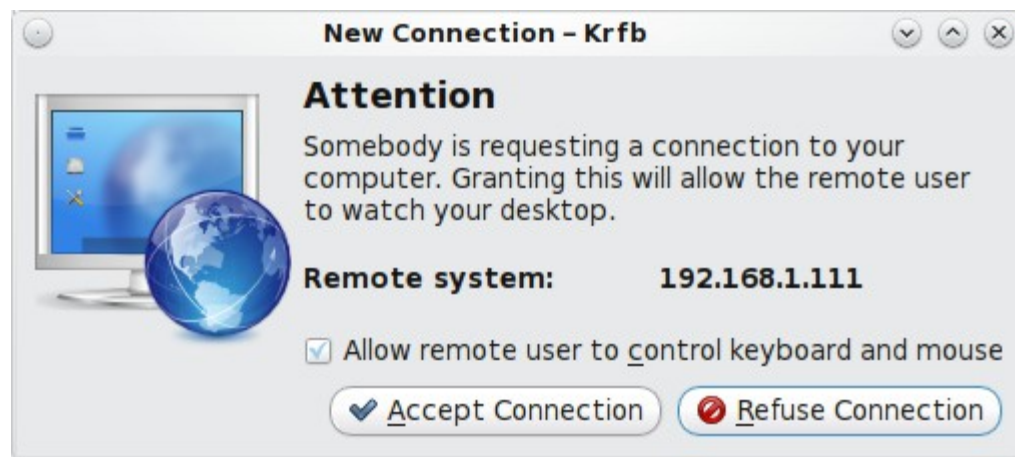 New Connection – Krfb
Attention
Somebody is requesting a connection to your
computer. Granting this will allow the remote user
to watch your desktop.
Remote system: 192.168.1.111
Allow remote user to control keyboard and mouse
Accept Connection Refuse Connection